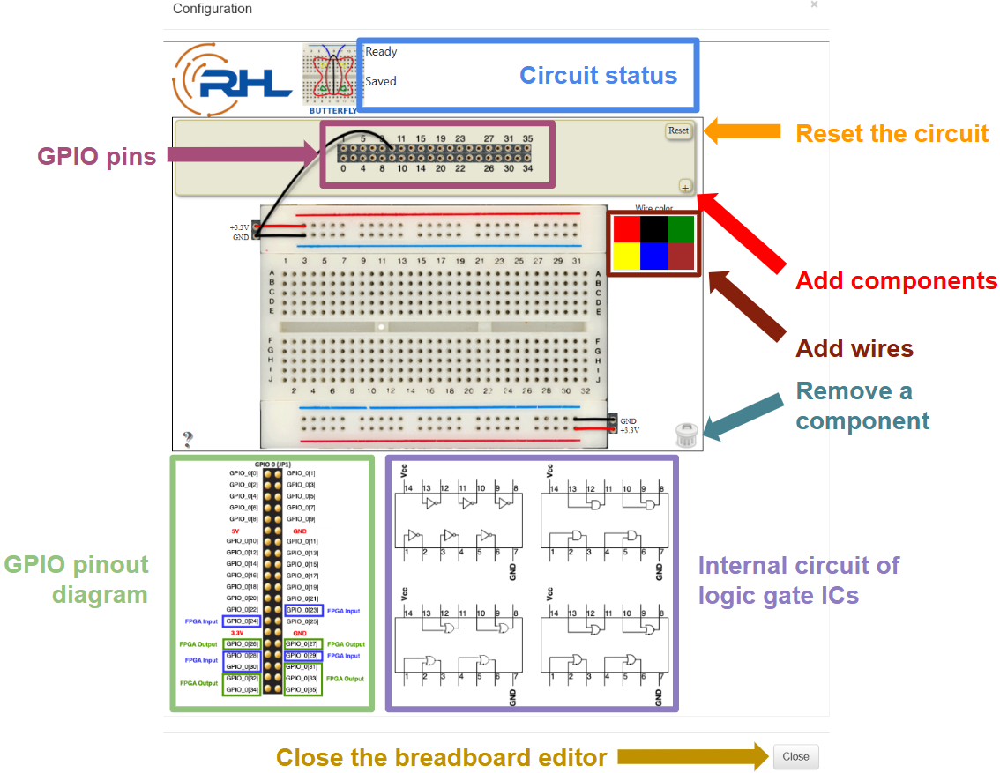 Configuration
×
RHL
BUTTERFLY
Ready
Saved
Circuit status
Reset
Reset the circuit
GPIO pins
1 5 9 11 15 19 23 27 31 35
0 4 8 10 14 20 22 26 30 34
+
Add components
Wire color
Add wires
+3.3V
GND
1 3 5 7 9 11 13 15 17 19 21 23 25 27 29 31
A A
B B
C C
D D
E E
F F
G G
H H
I I
J J
2 4 6 8 10 12 14 16 18 20 22 24 26 28 30 32
Remove a
component
GND
+3.3V
?
GPIO pinout
diagram
GPIO 0 (JP1)
GPIO_0[0] GPIO_0[1]
GPIO_0[2] GPIO_0[3]
GPIO_0[4] GPIO_0[5]
GPIO_0[6] GPIO_0[7]
GPIO_0[8] GPIO_0[9]
5V GND
GPIO_0[10] GPIO_0[11]
GPIO_0[12] GPIO_0[13]
GPIO_0[14] GPIO_0[15]
GPIO_0[16] GPIO_0[17]
GPIO_0[18] GPIO_0[19]
GPIO_0[20] GPIO_0[21]
GPIO_0[22] GPIO_0[23] FPGA Input
FPGA Input GPIO_0[24] GPIO_0[25]
3.3V GND
FPGA Output GPIO_0[26] GPIO_0[27] FPGA Output
FPGA Input GPIO_0[28] GPIO_0[29] FPGA Input
GPIO_0[30] GPIO_0[31]
FPGA Output GPIO_0[32] GPIO_0[33] FPGA Output
GPIO_0[34] GPIO_0[35]
Vcc Vcc
14 13 12 11 10 9 8 14 13 12 11 10 9 8
1 2 3 4 5 6 7 1 2 3 4 5 6 7
GND GND
Vcc Vcc
14 13 12 11 10 9 8 14 13 12 11 10 9 8
1 2 3 4 5 6 7 1 2 3 4 5 6 7
GND GND
Internal circuit of
logic gate ICs
Close the breadboard editor
Close